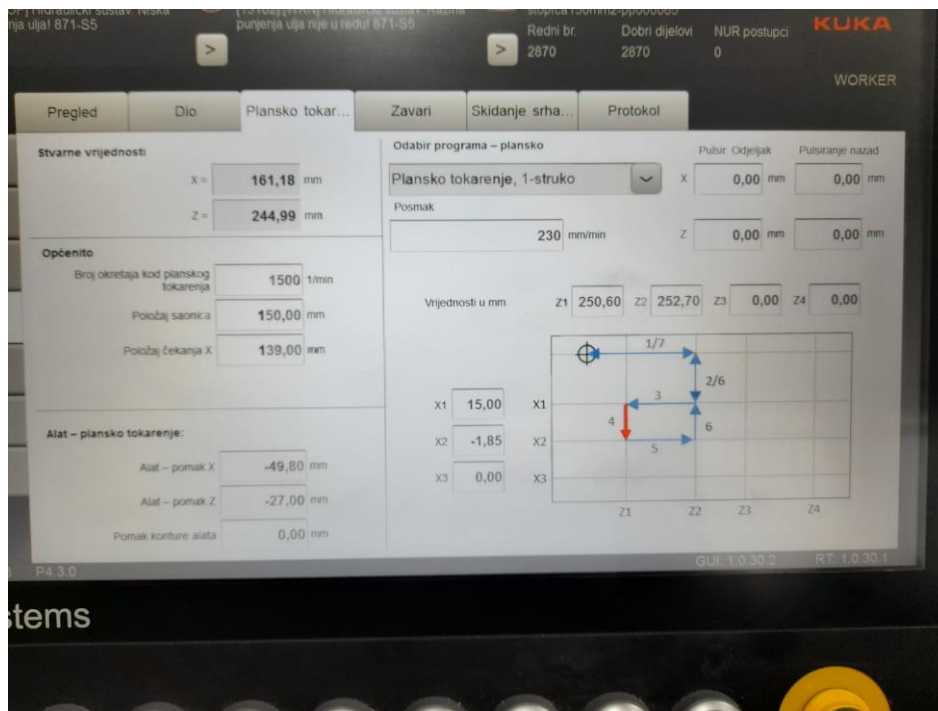 punjenja ulja nije u redu! 871-S5
ulja! 871-S5
>
>
Redni br.
2870
Dobri dijelovi
2870
NUR postupci
0
KUKA
WORKER
Pregled
Dio
Plansko tokar...
Zavari
Skidanje srha...
Protokol
Stvarne vrijednosti
X = 161,18 mm
Z = 244,99 mm
Općenito
Broj okretaja kod planskog
tokarenja
1500 1/min
Položaj saonica 150,00 mm
Položaj čekanja X 139,00 mm
Alat – plansko tokarenje:
Alat – pomak X -49,80 mm
Alat – pomak Z -27,00 mm
Pomak konture alata 0,00 mm
Odabir programa – plansko
Plansko tokarenje, 1-struko
Posmak
230 mm/min
Pulsir. Odjeljak
Pulsiranje nazad
X 0,00 mm 0,00 mm
Z 0,00 mm 0,00 mm
Vrijednosti u mm Z1 250,60 Z2 252,70 Z3 0,00 Z4 0,00
X1 15,00
X2 -1,85
X3 0,00
X1
X2
X3
1/7
2/6
3
4
6
5
Z1 Z2 Z3 Z4
P4.3.0
GUI: 1.0.30.2
RT: 1.0.30.1
stems